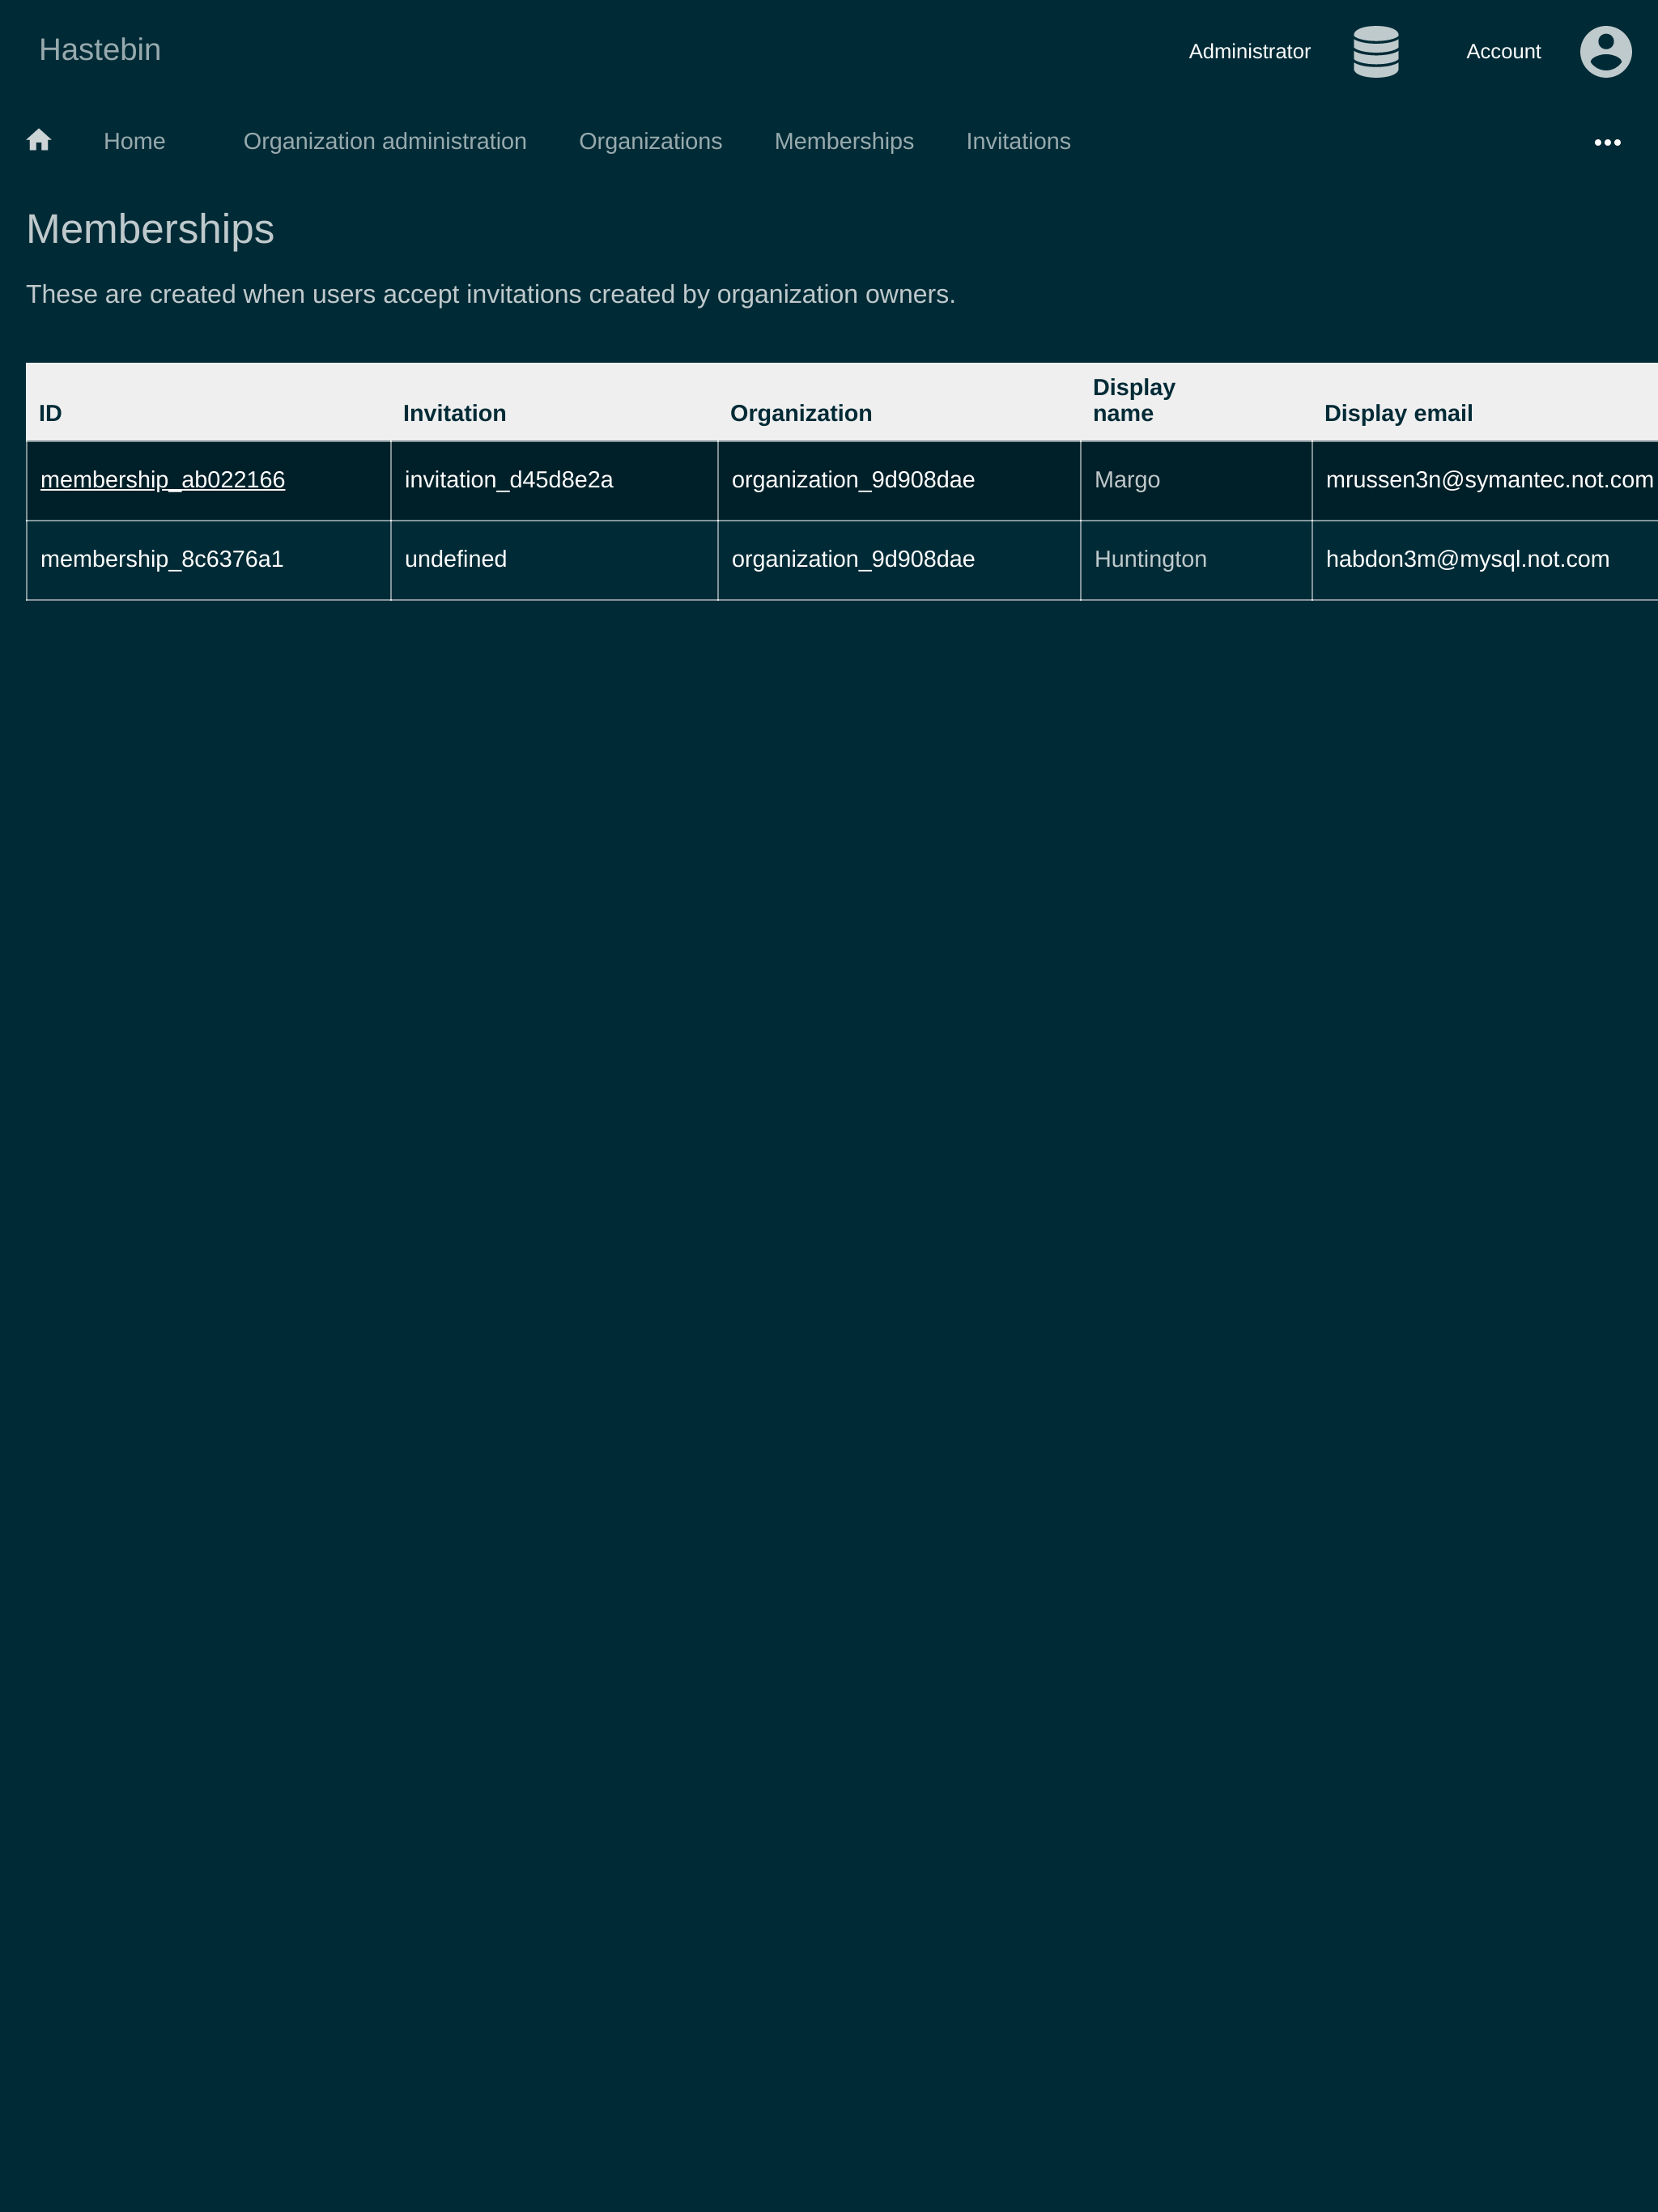 Hastebin
Administrator
Account
Home
Organization administration
Organizations
Memberships
Invitations
Memberships
These are created when users accept invitations created by organization owners.
ID
Invitation
Organization
Display
name
Display email
membership_ab022166
invitation_d45d8e2a
organization_9d908dae
Margo
mrussen3n@symantec.not.com
membership_8c6376a1
undefined
organization_9d908dae
Huntington
habdon3m@mysql.not.com